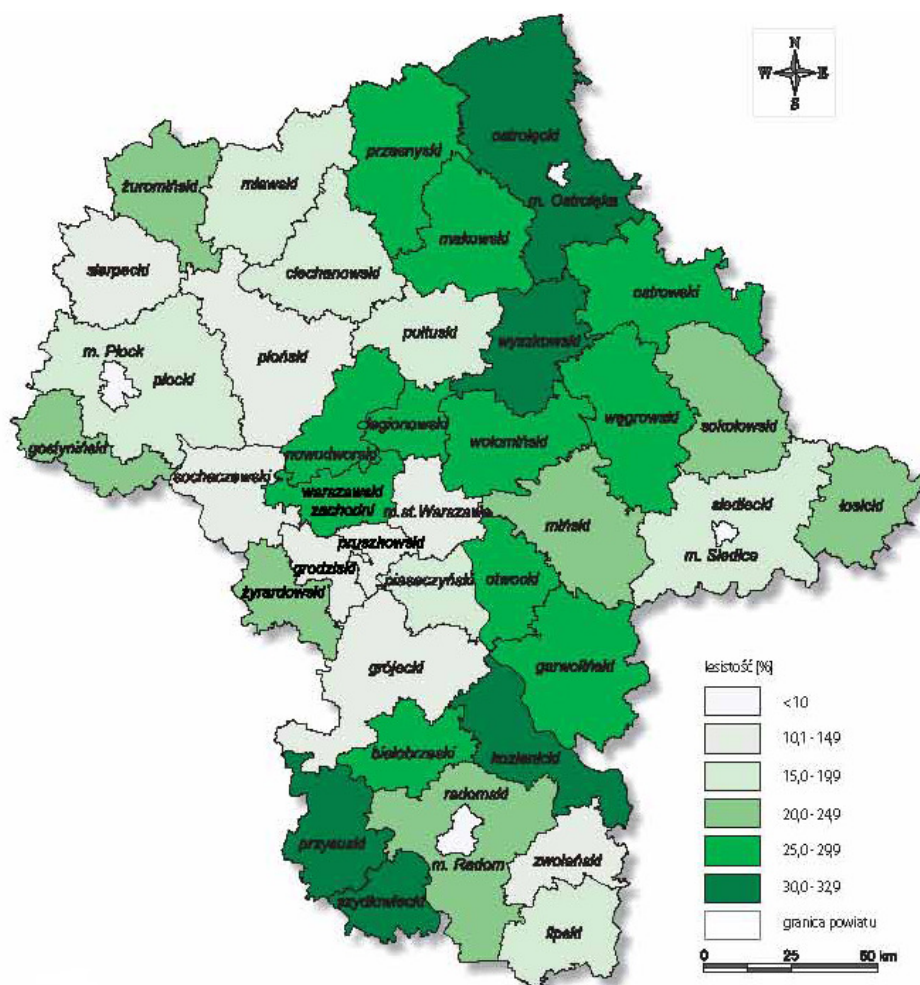 N
W E
S
ostrołęcki
przasnyski
żuromiński
mławski
m. Ostrołęka
makowski
sierpecki
ciechanowski
ostrowski
pułtuski
wyszkowski
m. Płock
płoński
płocki
legionowski
węgrowski
sokołowski
gostyniński
nowodworski
wołomiński
sochaczewski
warszawski
zachodni
m.st.Warszawa
siedlecki
łosicki
miński
pruszkowski
m. Siedlce
grodziski
piaseczyński
otwocki
żyrardowski
grójecki
garwoliński
lesistość [%]
<10
białobrzeski
kozienicki
10,1 - 14,9
radomski
15,0 - 19,9
20,0 - 24,9
przysuski
zwoleński
25,0 - 29,9
m. Radom
szydłowiecki
30,0 - 32,9
lipski
granica powiatu
0 25 50 km